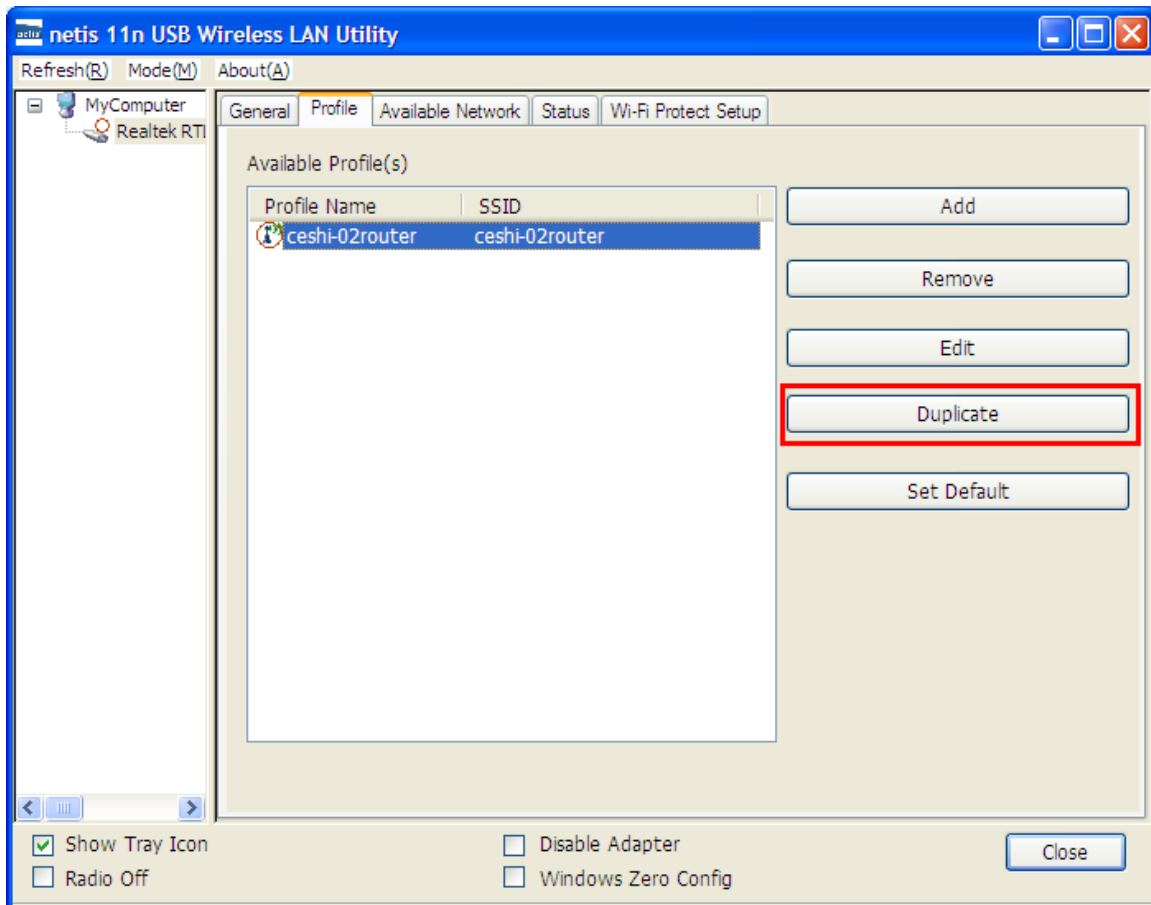 netis netis 11n USB Wireless LAN Utility
Refresh(R) Mode(M) About(A)
MyComputer
Realtek RTl
General Profile Available Network Status Wi-Fi Protect Setup
Available Profile(s)
Profile Name SSID
ceshi-02router ceshi-02router
Add
Remove
Edit
Duplicate
Set Default
Show Tray Icon
Radio Off
Disable Adapter
Windows Zero Config
Close